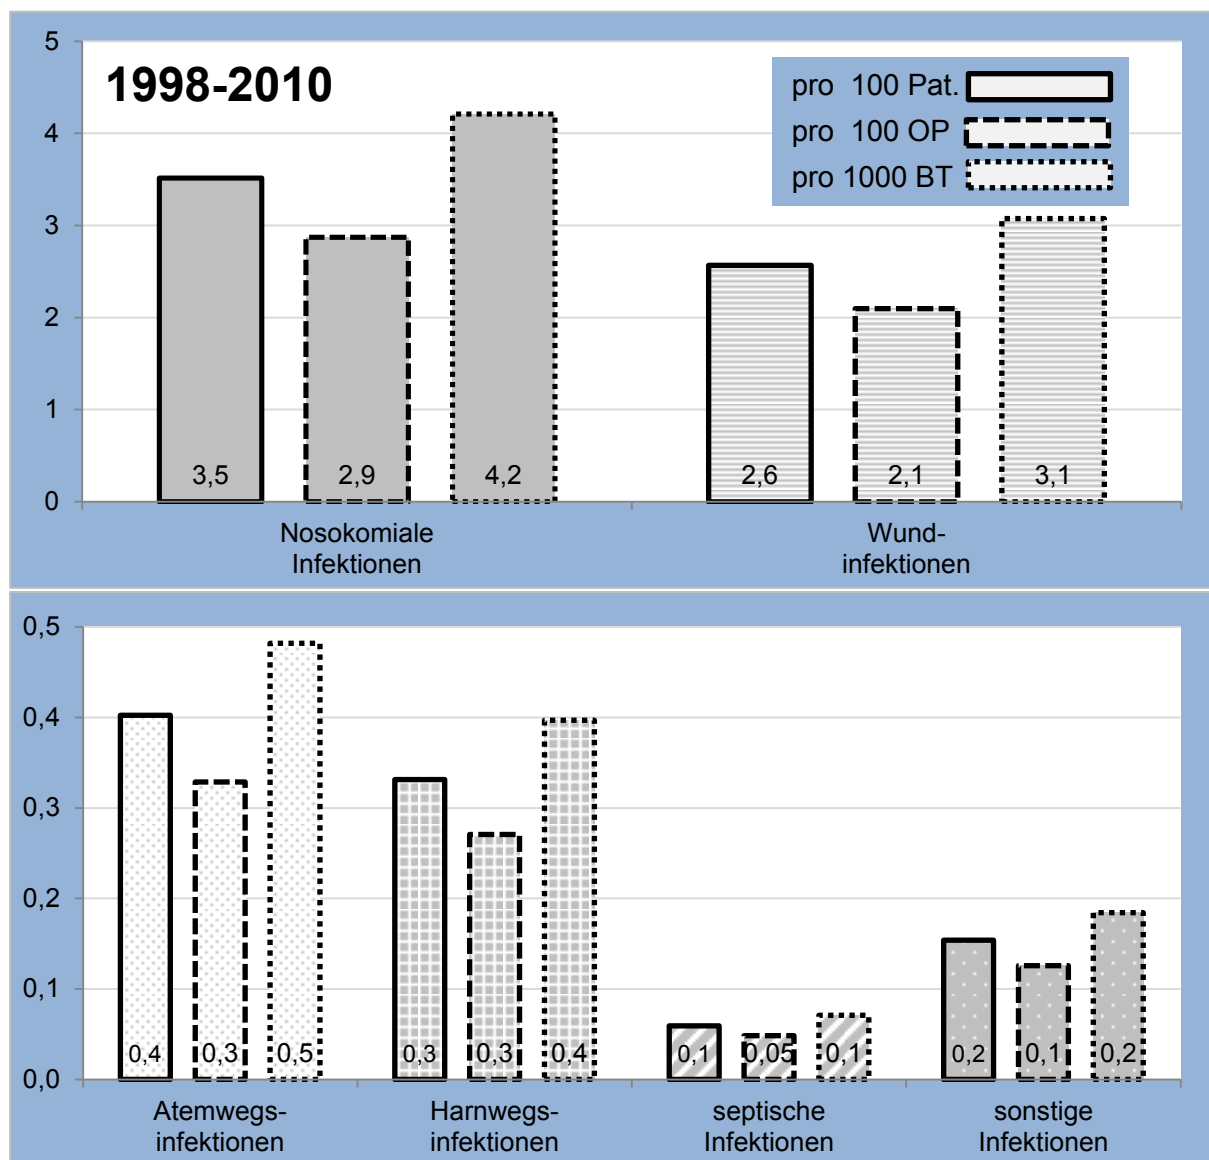 5
1998-2010
pro 100 Pat.
4
pro 100 OP
pro 1000 BT
3
2
1
3,5 2,9 4,2 2,6 2,1 3,1
0
Nosokomiale
Infektionen
Wund-
infektionen
0,5
0,4
0,3
0,2
0,1
0,4 0,3 0,5 0,3 0,3 0,4 0,1 0,05 0,1 0,2 0,1 0,2
0,0
Atemwegs-
infektionen
Harnwegs-
infektionen
septische
Infektionen
sonstige
Infektionen